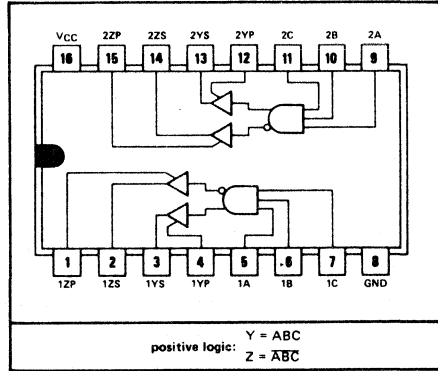 VCC 2ZP 2ZS 2YS 2YP 2C 2B 2A
16 15 14 13 12 11 10 9
1 2 3 4 5 6 7 8
1ZP 1ZS 1YS 1YP 1A 1B 1C GND
positive logic: Y = ABC
Z = \overline{ABC}